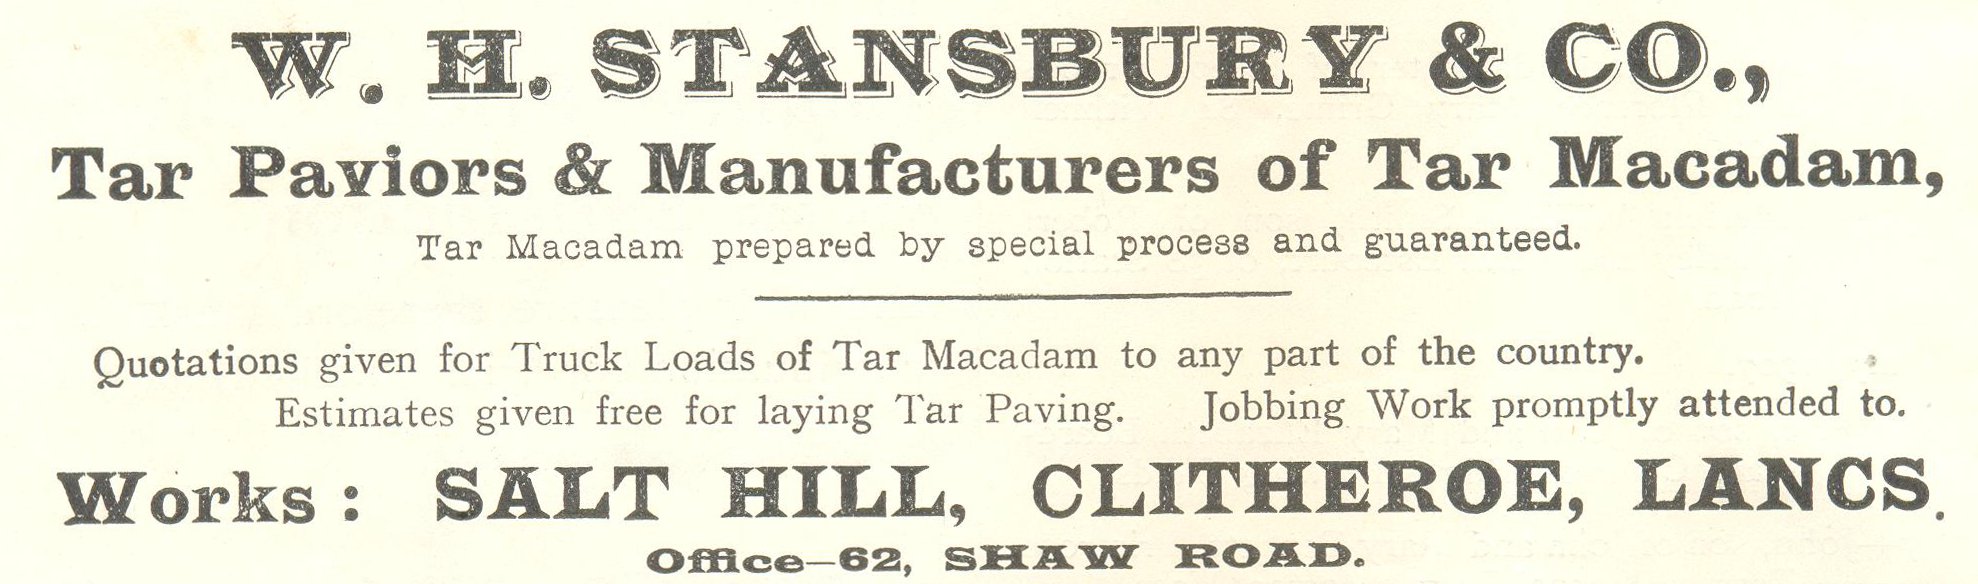 W. H. STANSBURY & CO.,
Tar Paviors & Manufacturers of Tar Macadam,
Tar Macadam prepared by special process and guaranteed.
Quotations given for Truck Loads of Tar Macadam to any part of the country.
Estimates given free for laying Tar Paving. Jobbing Work promptly attended to.
Works: SALT HILL, CLITHEROE, LANCS.
Office—62, SHAW ROAD.